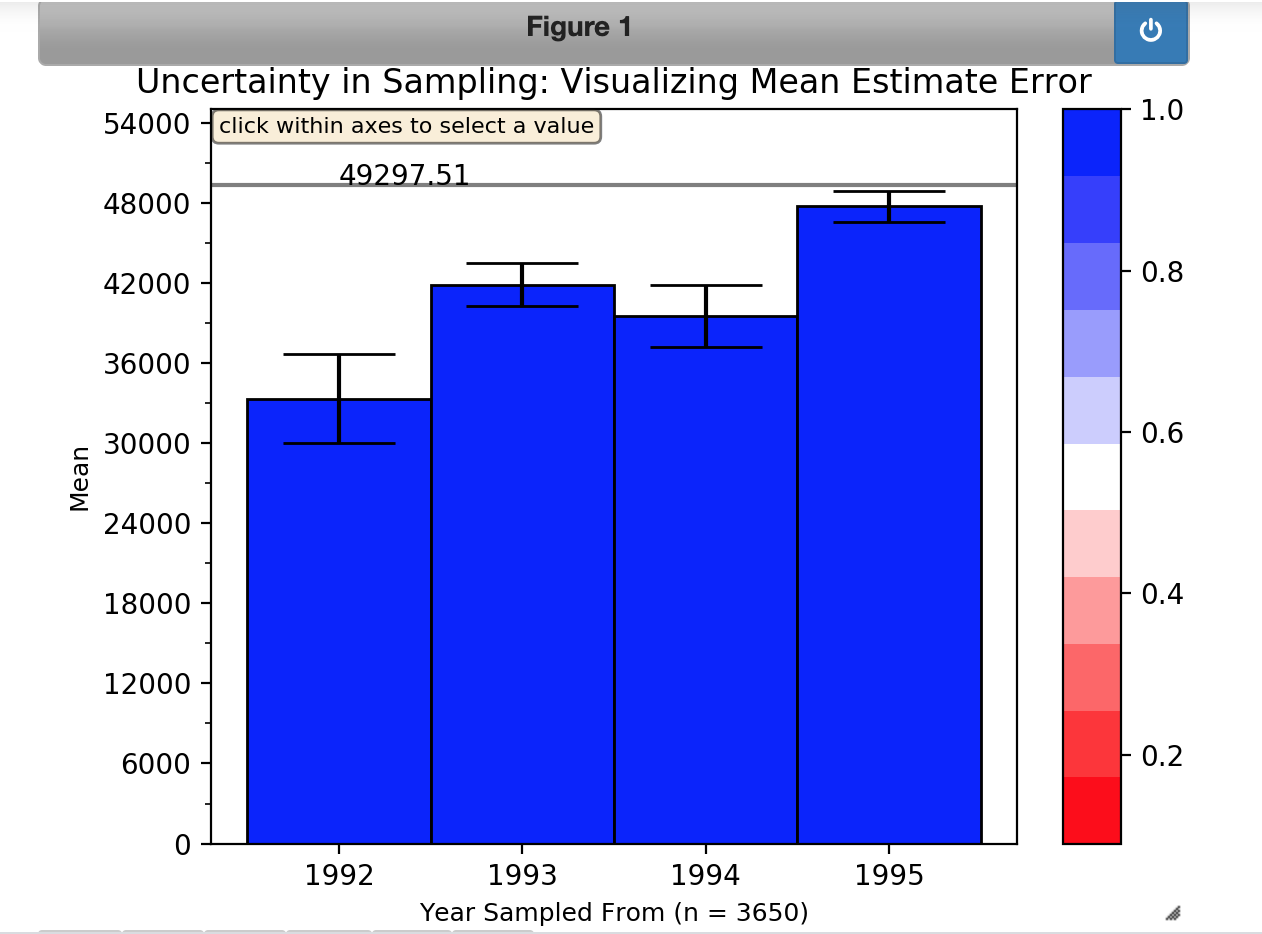 Figure 1
Uncertainty in Sampling: Visualizing Mean Estimate Error
click within axes to select a value
49297.51
54000
48000
42000
36000
30000
24000
18000
12000
6000
0
Mean
1992 1993 1994 1995
Year Sampled From (n = 3650)
1.0
0.8
0.6
0.4
0.2